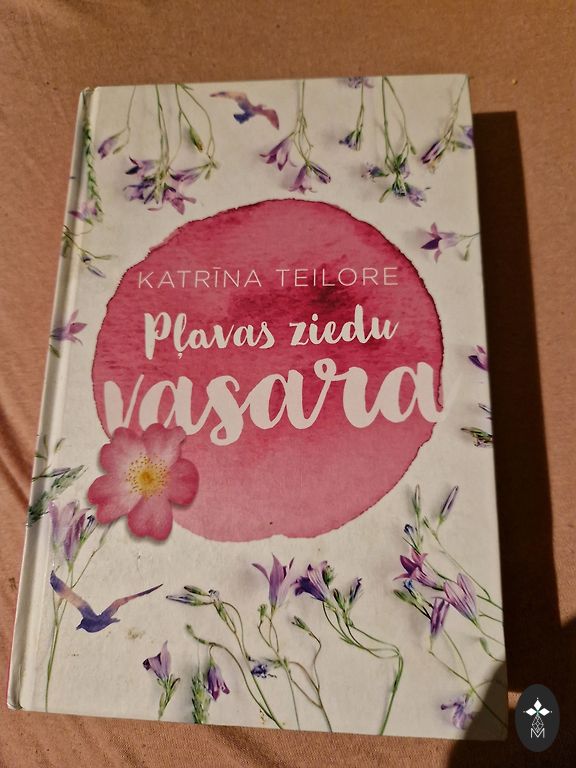 KATRĪNA TEILORE
Pļavas ziedu
vasara